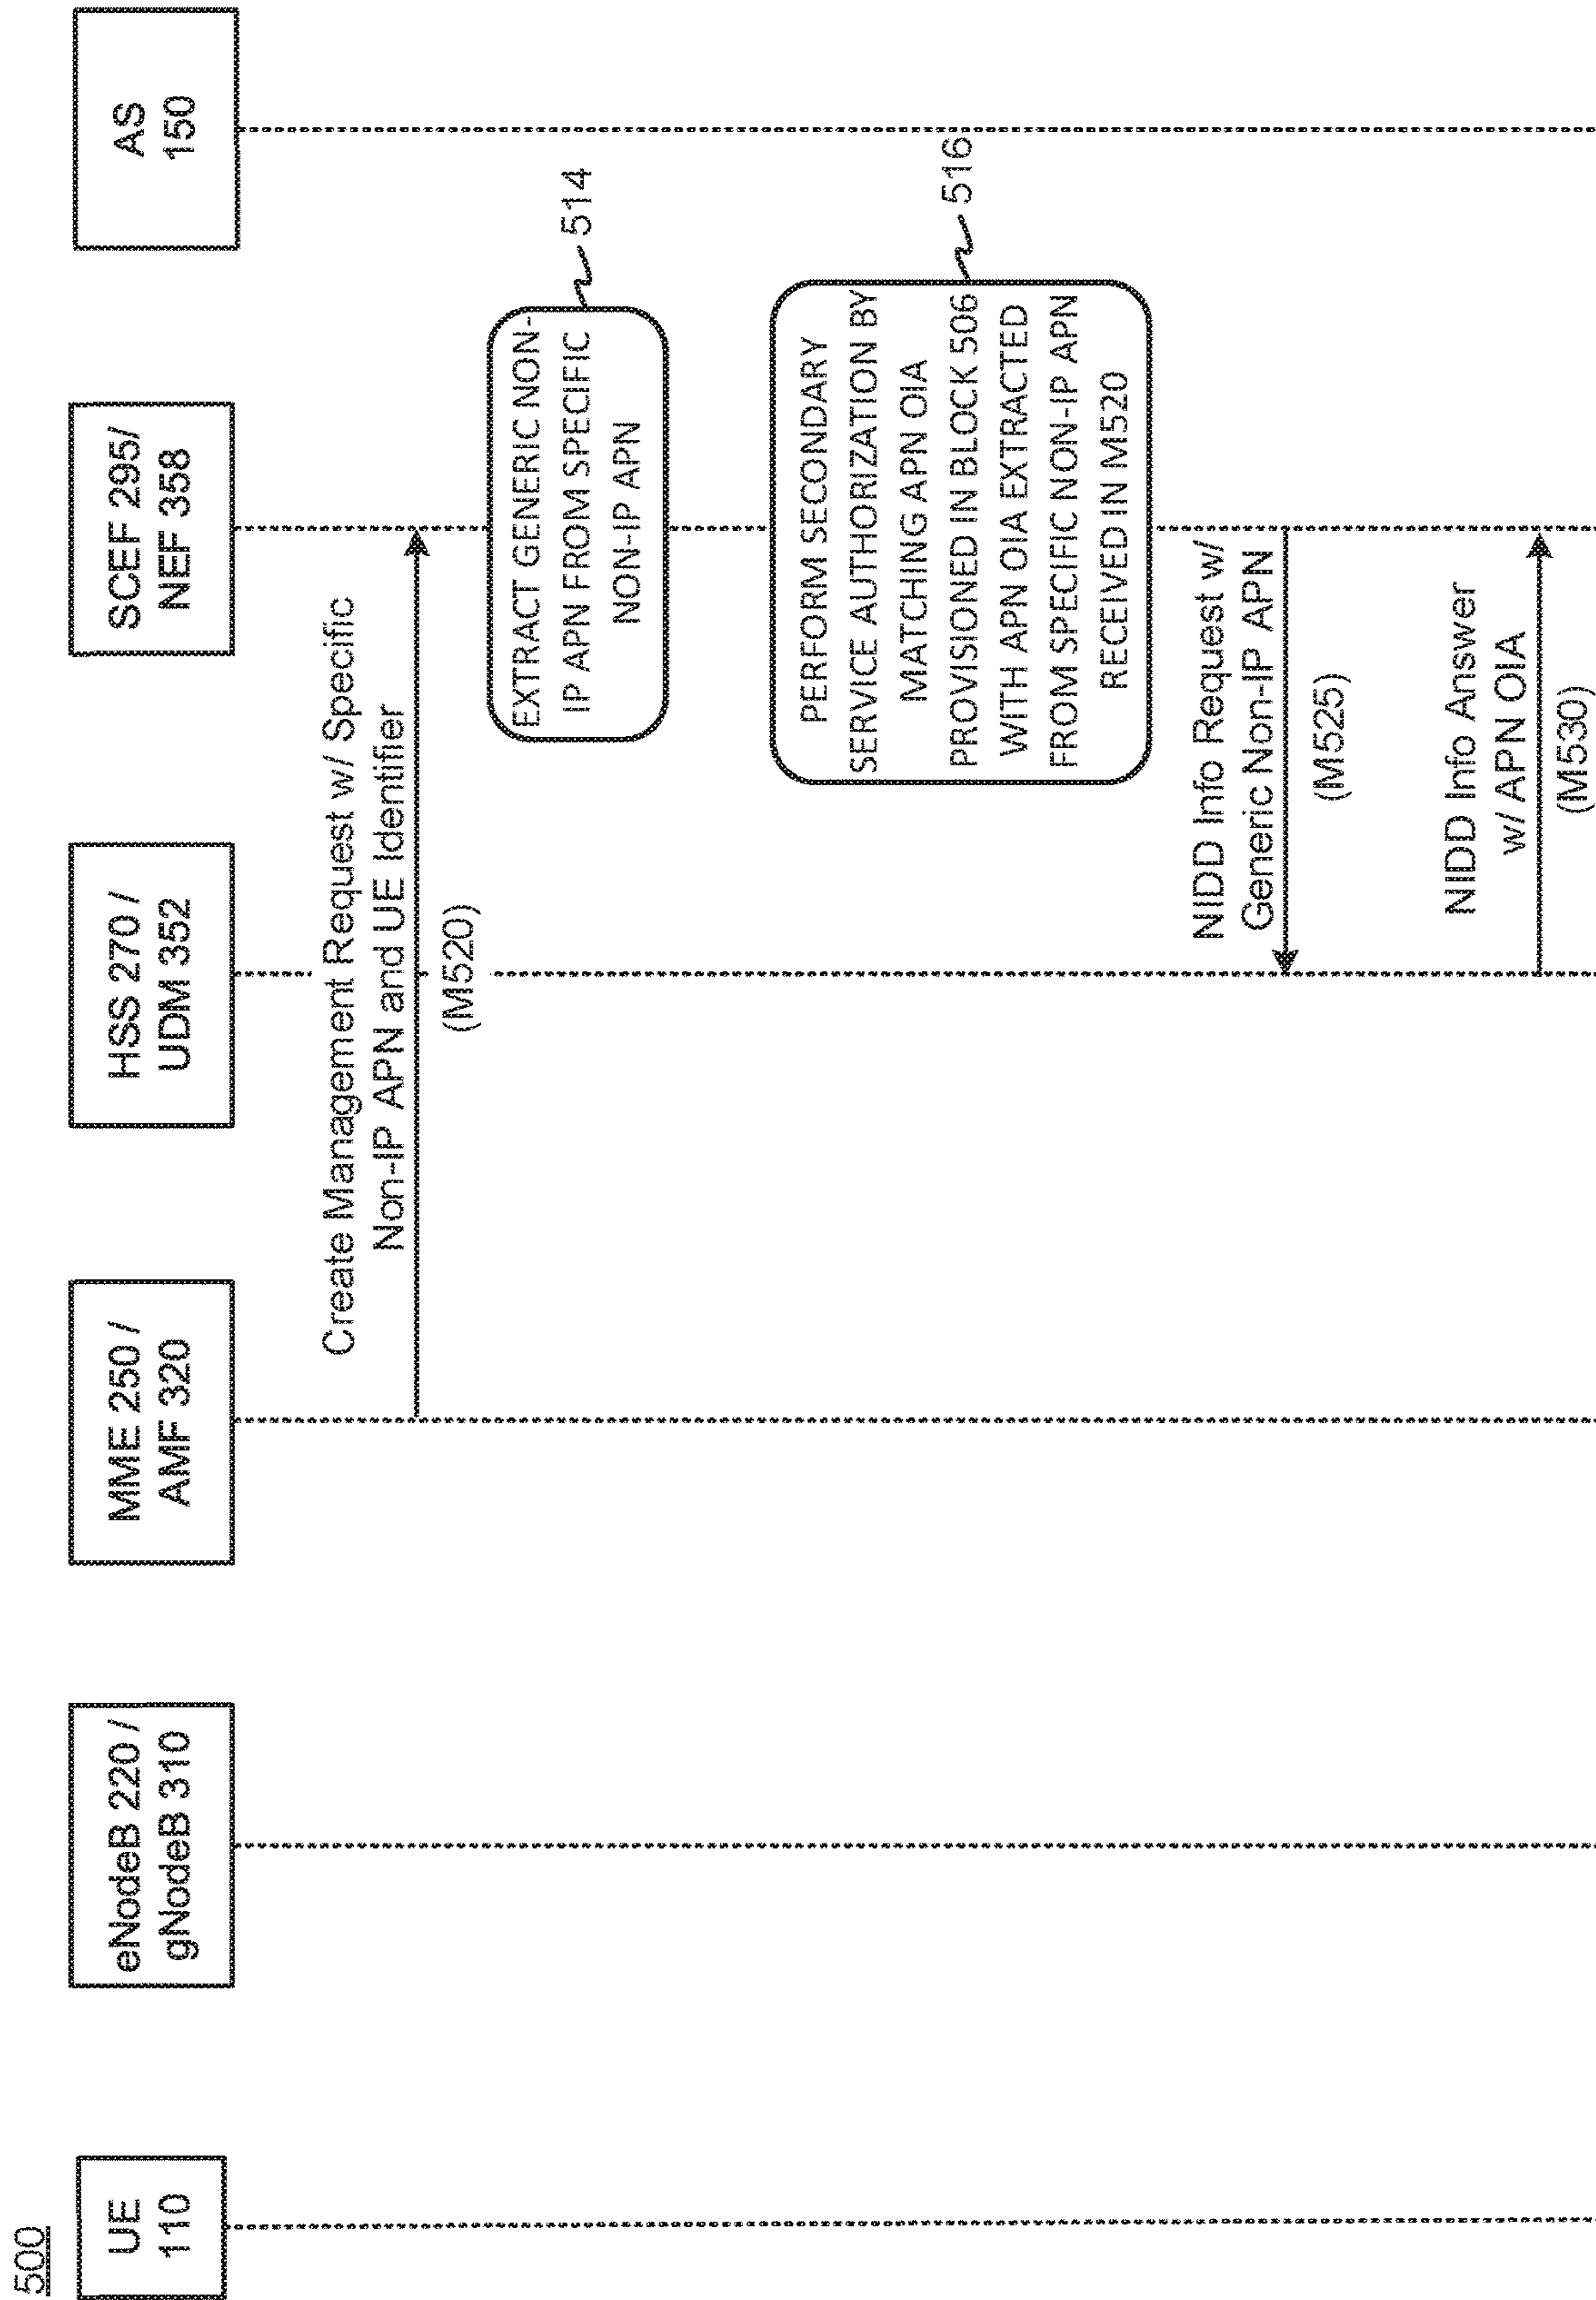 500
UE
110
eNodeB 220 /
gNodeB 310
MME 250 /
AMF 320
HSS 270 /
UDM 352
SCEF 295/
NEF 358
AS
150
Create Management Request w/ Specific
Non-IP APN and UE Identifier
(M520)
EXTRACT GENERIC NON-
IP APN FROM SPECIFIC
NON-IP APN
514
PERFORM SECONDARY
SERVICE AUTHORIZATION BY
MATCHING APN OIA
PROVISIONED IN BLOCK 506
WITH APN OIA EXTRACTED
FROM SPECIFIC NON-IP APN
RECEIVED IN M520
516
NIDD Info Request w/
Generic Non-IP APN
(M525)
NIDD Info Answer
w/ APN OIA
(M530)